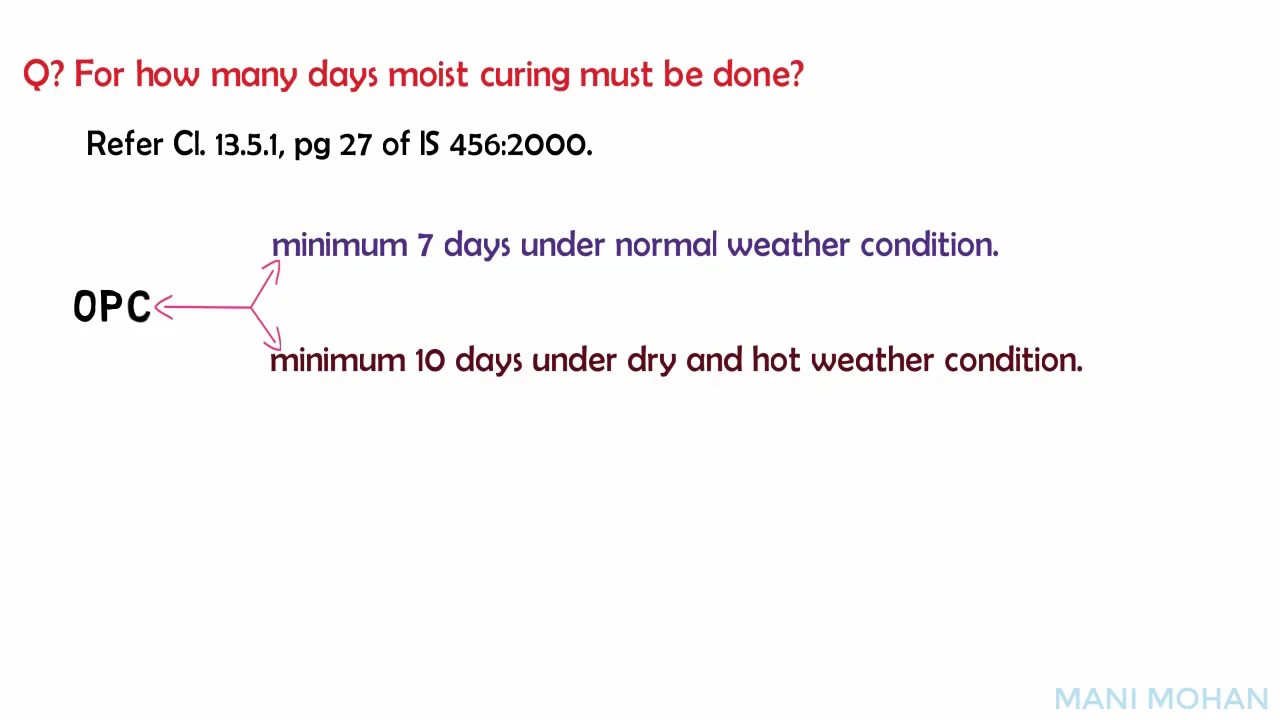 Q? For how many days moist curing must be done?
Refer Cl. 13.5.1, pg 27 of IS 456:2000.
minimum 7 days under normal weather condition.
OPC
minimum 10 days under dry and hot weather condition.
MANI MOHAN